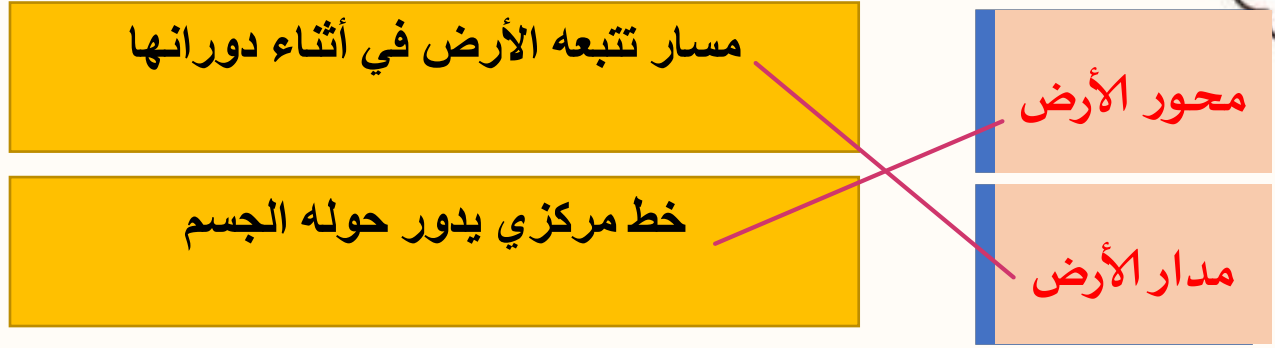 محور الأرض
مسار تتبعه الأرض في أثناء دورانها
مدار الأرض
خط مركزي يدور حوله الجسم